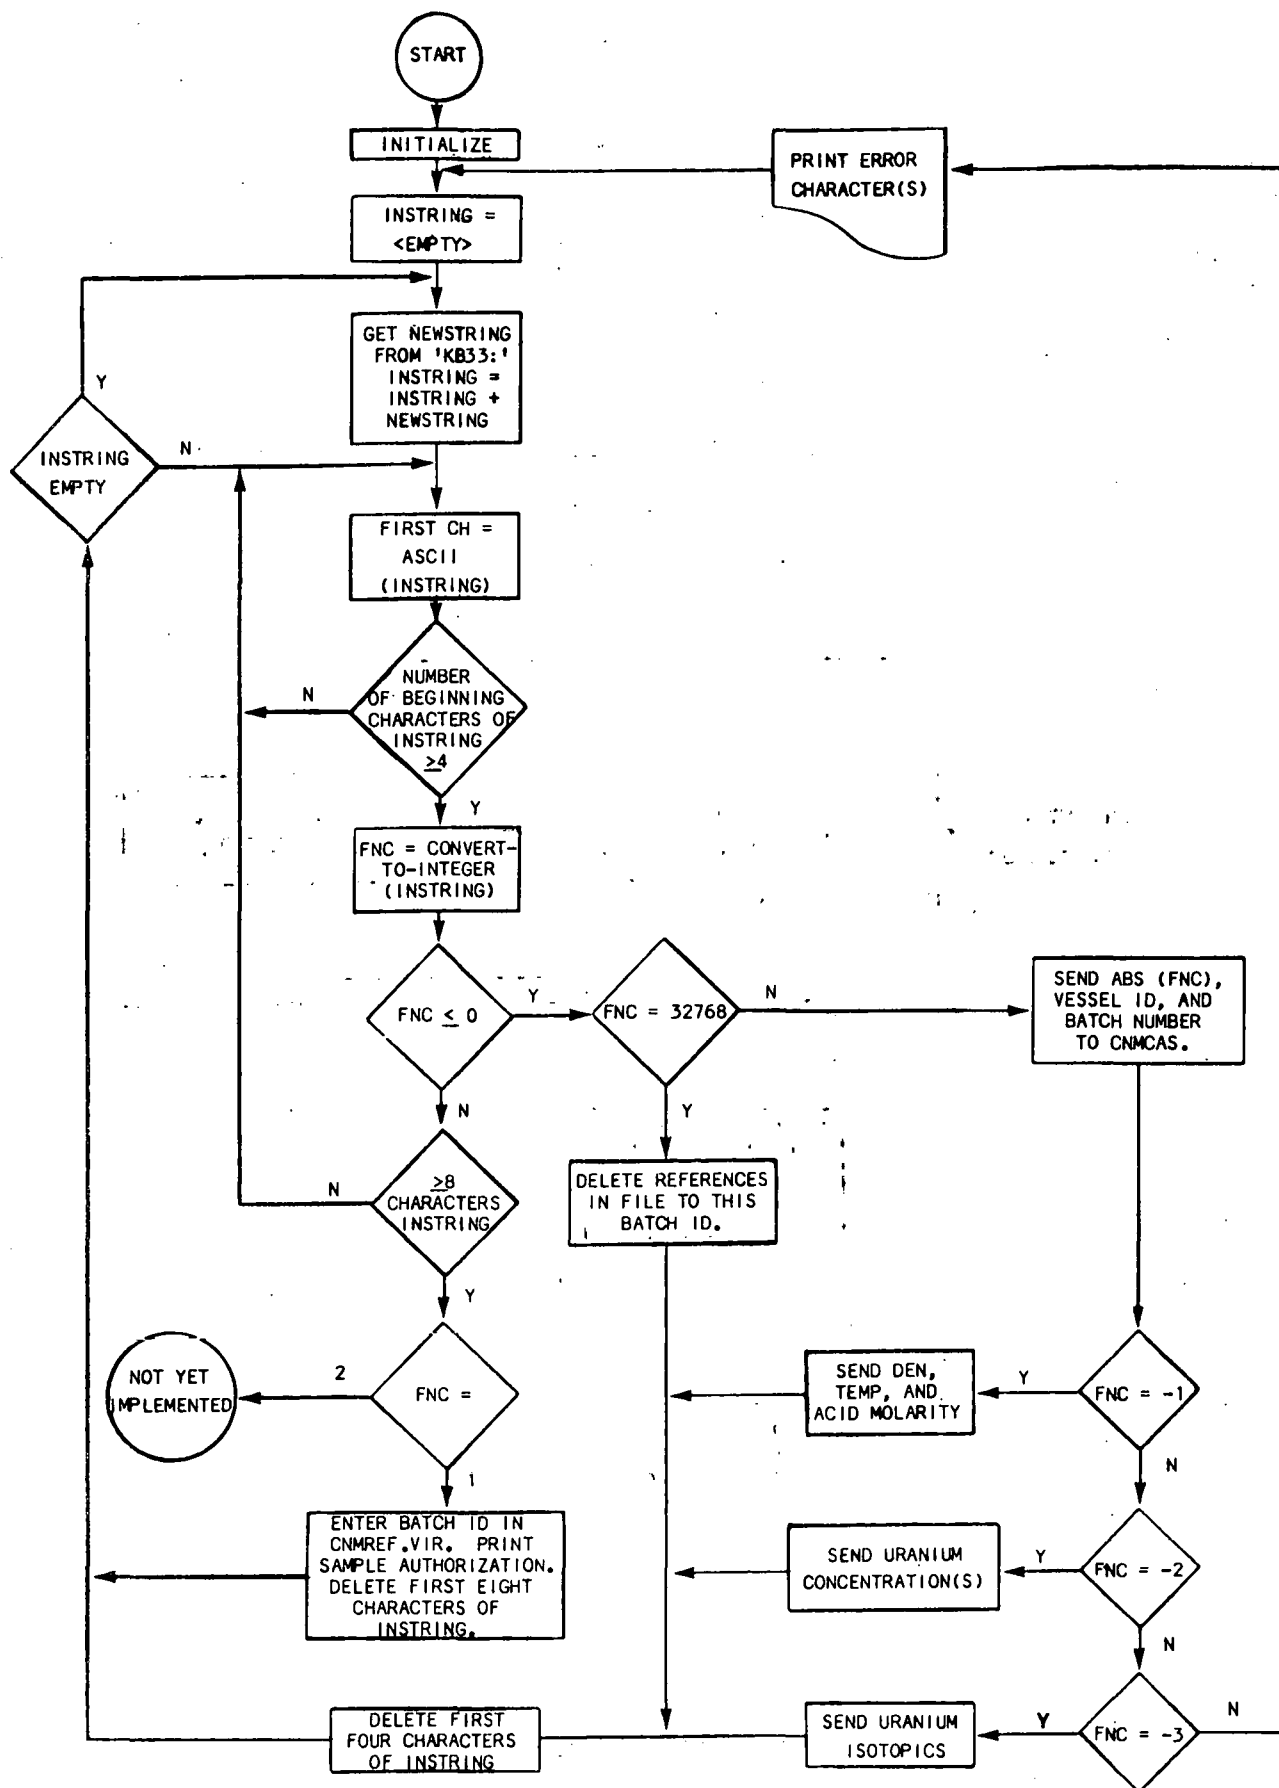 START
INITIALIZE
PRINT ERROR
CHARACTER(S)
INSTRING =
<EMPTY>
GET NEWSTRING
FROM 'KB33:'
INSTRING =
INSTRING +
NEWSTRING
Y
INSTRING
EMPTY
N
FIRST CH =
ASCII
(INSTRING)
NUMBER
OF BEGINNING
CHARACTERS OF
INSTRING
≥4
N
Y
FNC = CONVERT-
TO-INTEGER
(INSTRING)
FNC ≤ 0
Y
FNC = 32768
N
SEND ABS (FNC),
VESSEL ID, AND
BATCH NUMBER
TO CNMCAS.
N
Y
≥8
CHARACTERS
INSTRING
N
DELETE REFERENCES
IN FILE TO THIS
BATCH ID.
Y
NOT YET
IMPLEMENTED
2
FNC =
SEND DEN,
TEMP, AND
ACID MOLARITY
Y
FNC = -1
1
N
ENTER BATCH ID IN
CNMREF.VIR. PRINT
SAMPLE AUTHORIZATION.
DELETE FIRST EIGHT
CHARACTERS OF
INSTRING.
SEND URANIUM
CONCENTRATION(S)
Y
FNC = -2
N
DELETE FIRST
FOUR CHARACTERS
OF INSTRING
SEND URANIUM
ISOTOPICS
Y
FNC = -3
N